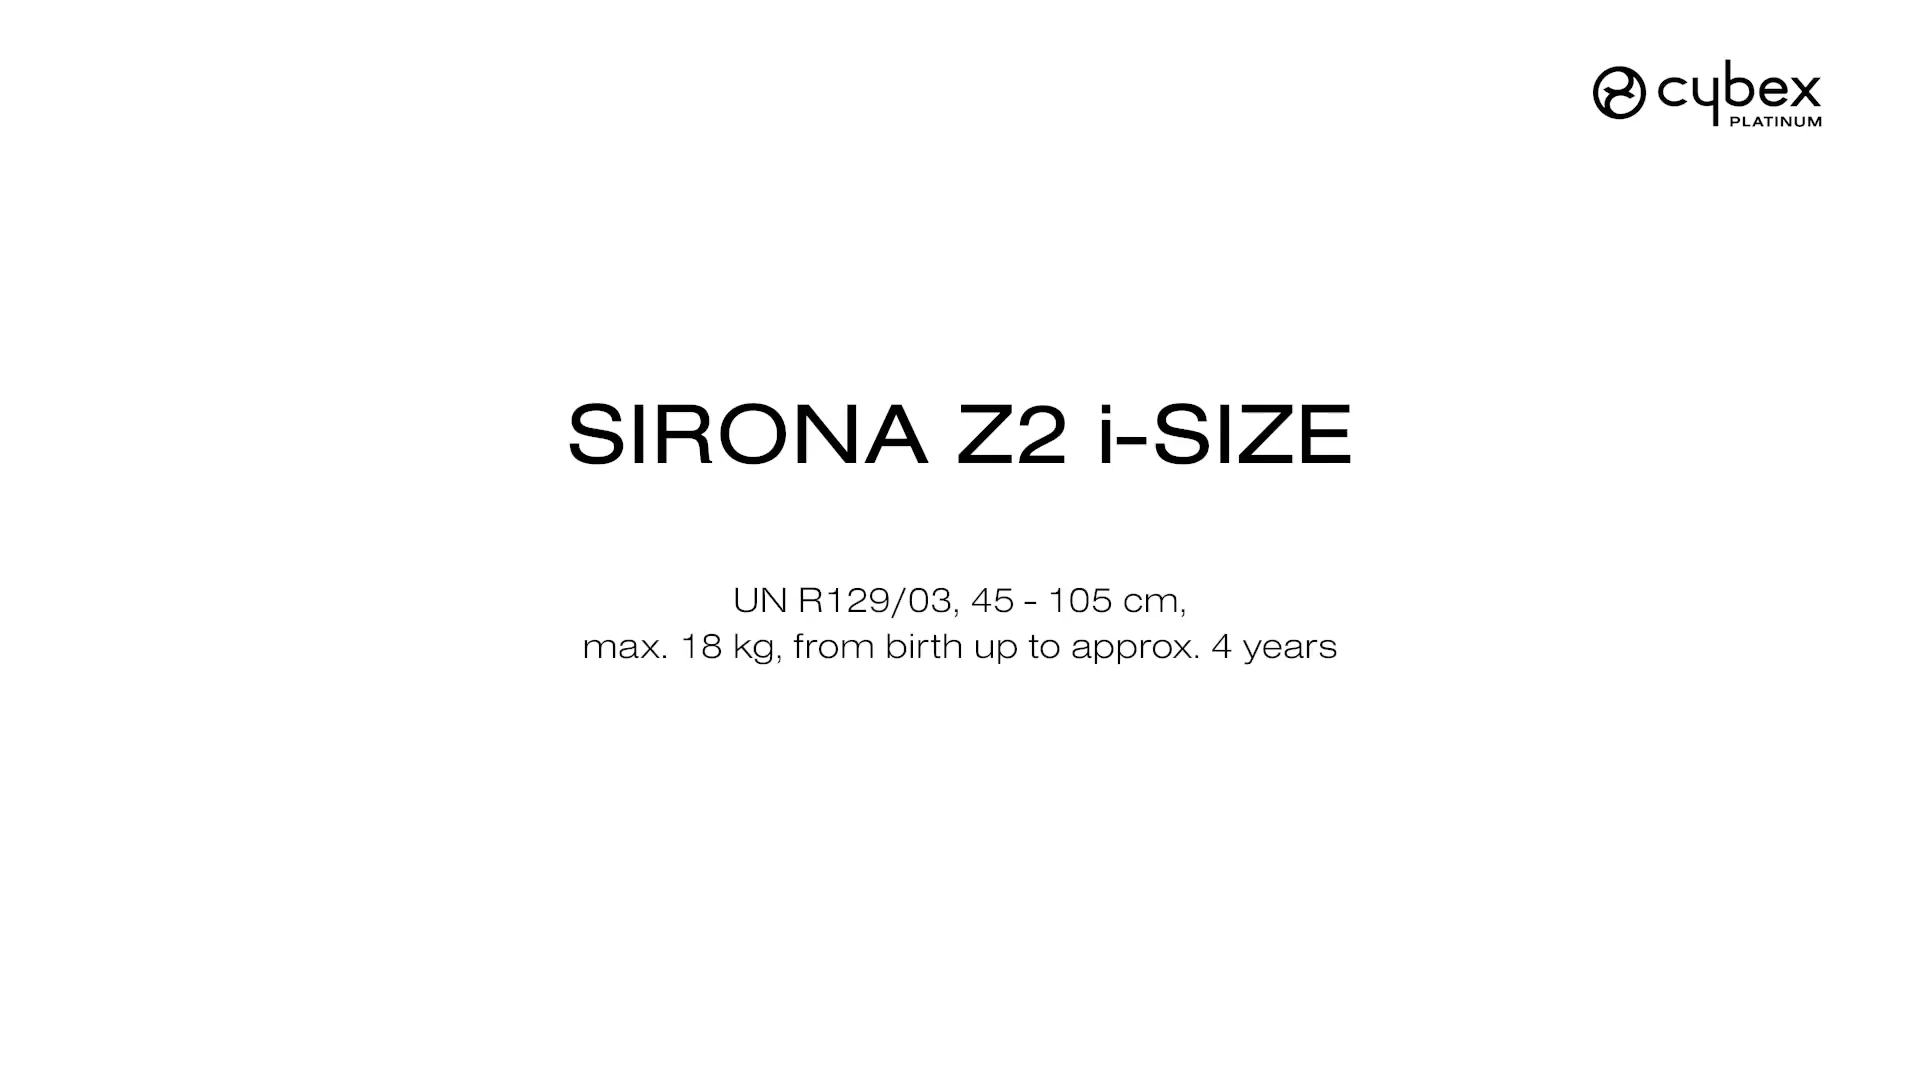 cybex
PLATINUM
SIRONA Z2 i-SIZE
UN R129/03, 45 - 105 cm,
max. 18 kg, from birth up to approx. 4 years